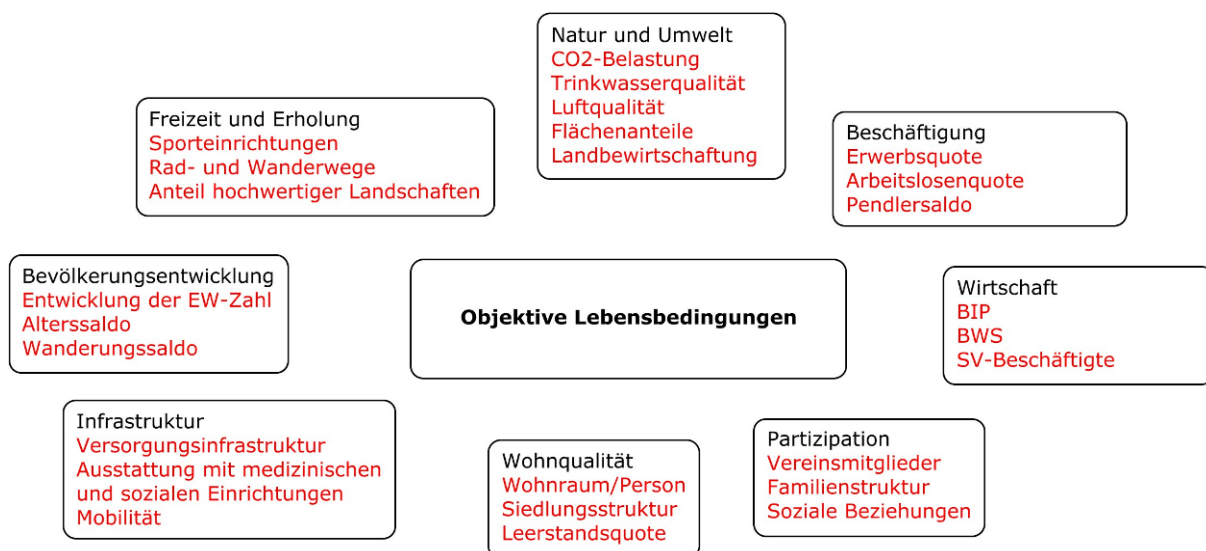 Natur und Umwelt
CO2-Belastung
Trinkwasserqualität
Luftqualität
Flächenanteile
Landbewirtschaftung
Freizeit und Erholung
Sporteinrichtungen
Rad- und Wanderwege
Anteil hochwertiger Landschaften
Beschäftigung
Erwerbsquote
Arbeitslosenquote
Pendlersaldo
Bevölkerungsentwicklung
Entwicklung der EW-Zahl
Alterssaldo
Wanderungssaldo
Objektive Lebensbedingungen
Wirtschaft
BIP
BWS
SV-Beschäftigte
Infrastruktur
Versorgungsinfrastruktur
Ausstattung mit medizinischen
und sozialen Einrichtungen
Mobilität
Wohnqualität
Wohnraum/Person
Siedlungsstruktur
Leerstandsquote
Partizipation
Vereinsmitglieder
Familienstruktur
Soziale Beziehungen